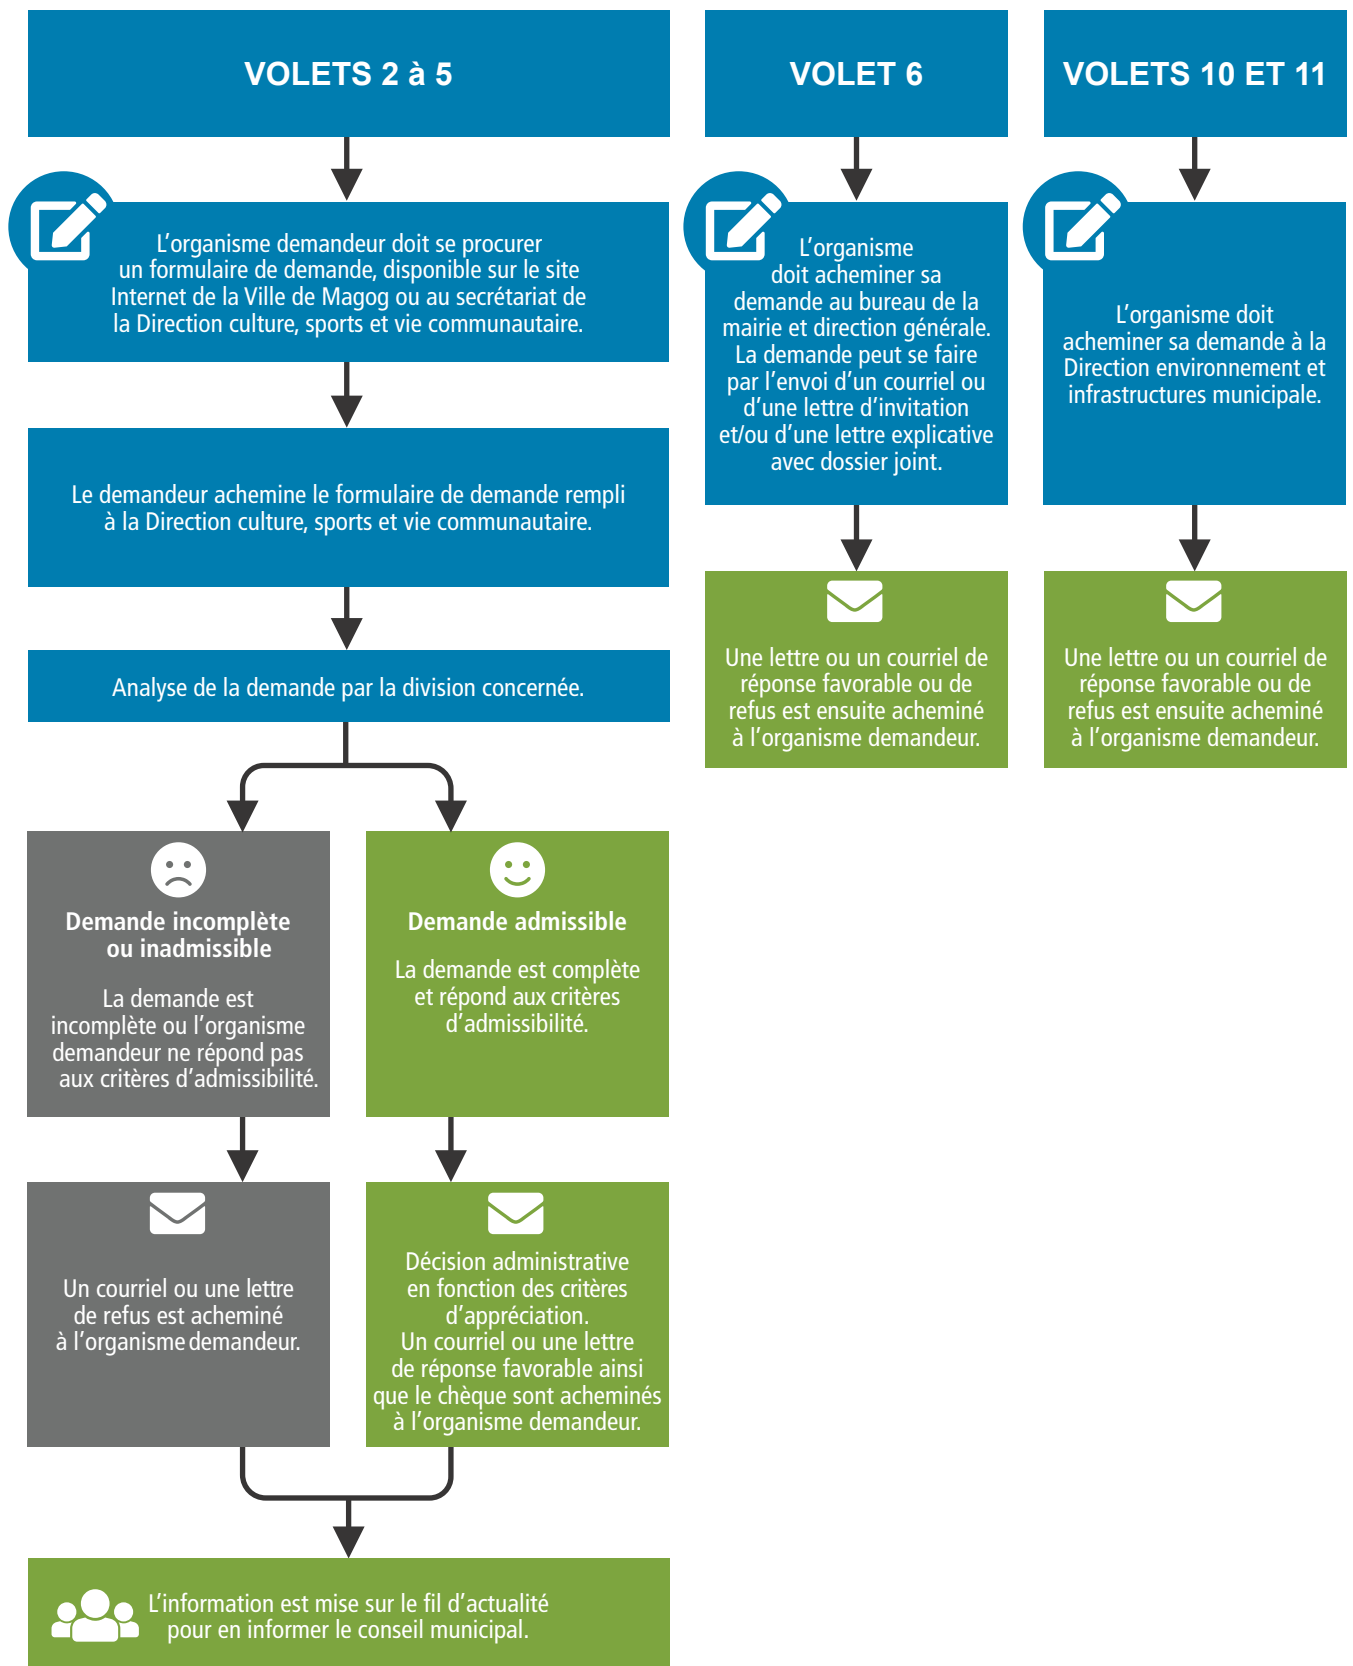 VOLETS 2 à 5
L'organisme demandeur doit se procurer
un formulaire de demande, disponible sur le site
Internet de la Ville de Magog ou au secrétariat de
la Direction culture, sports et vie communautaire.
Le demandeur achemine le formulaire de demande rempli
à la Direction culture, sports et vie communautaire.
Analyse de la demande par la division concernée.
Demande incomplète
ou inadmissible
La demande est
incomplète ou l'organisme
demandeur ne répond pas
aux critères d'admissibilité.
Un courriel ou une lettre
de refus est acheminé
à l'organisme demandeur.
Demande admissible
La demande est complète
et répond aux critères
d'admissibilité.
Décision administrative
en fonction des critères
d'appréciation.
Un courriel ou une lettre
de réponse favorable ainsi
que le chèque sont acheminés
à l'organisme demandeur.
L'information est mise sur le fil d'actualité
pour en informer le conseil municipal.
VOLET 6
L'organisme
doit acheminer sa
demande au bureau de la
mairie et direction générale.
La demande peut se faire
par l'envoi d'un courriel ou
d'une lettre d'invitation
et/ou d'une lettre explicative
avec dossier joint.
Une lettre ou un courriel de
réponse favorable ou de
refus est ensuite acheminé
à l'organisme demandeur.
VOLETS 10 ET 11
L'organisme doit
acheminer sa demande à la
Direction environnement et
infrastructures municipale.
Une lettre ou un courriel de
réponse favorable ou de
refus est ensuite acheminé
à l'organisme demandeur.